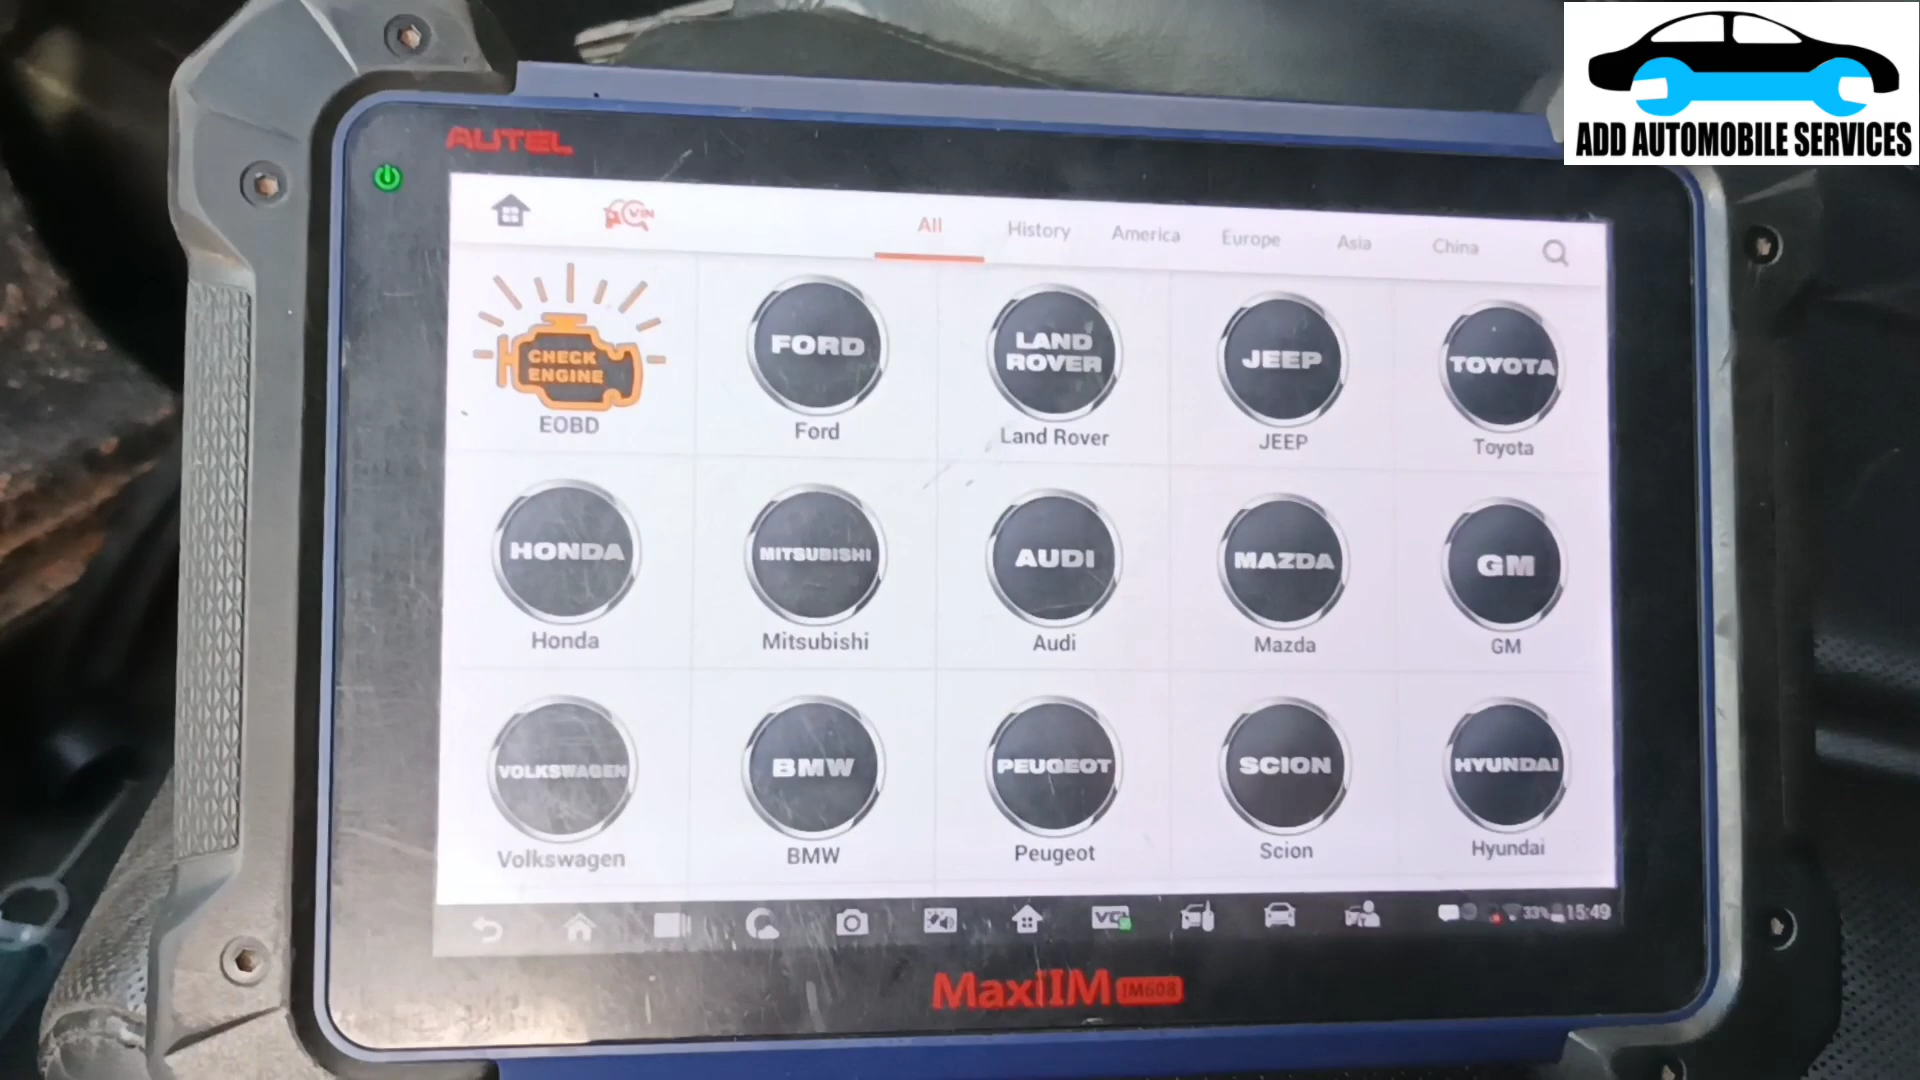 ADD AUTOMOBILE SERVICES
AUTEL
VIN
All
History
America
Europe
Asia
China
CHECK
ENGINE
EOBD
FORD
Ford
LAND
ROVER
Land Rover
JEEP
JEEP
TOYOTA
Toyota
HONDA
Honda
MITSUBISHI
Mitsubishi
AUDI
Audi
MAZDA
Mazda
GM
GM
VOLKSWAGEN
Volkswagen
BMW
BMW
PEUGEOT
Peugeot
SCION
Scion
HYUNDAI
Hyundai
33%
15:49
MaxiIM IM608